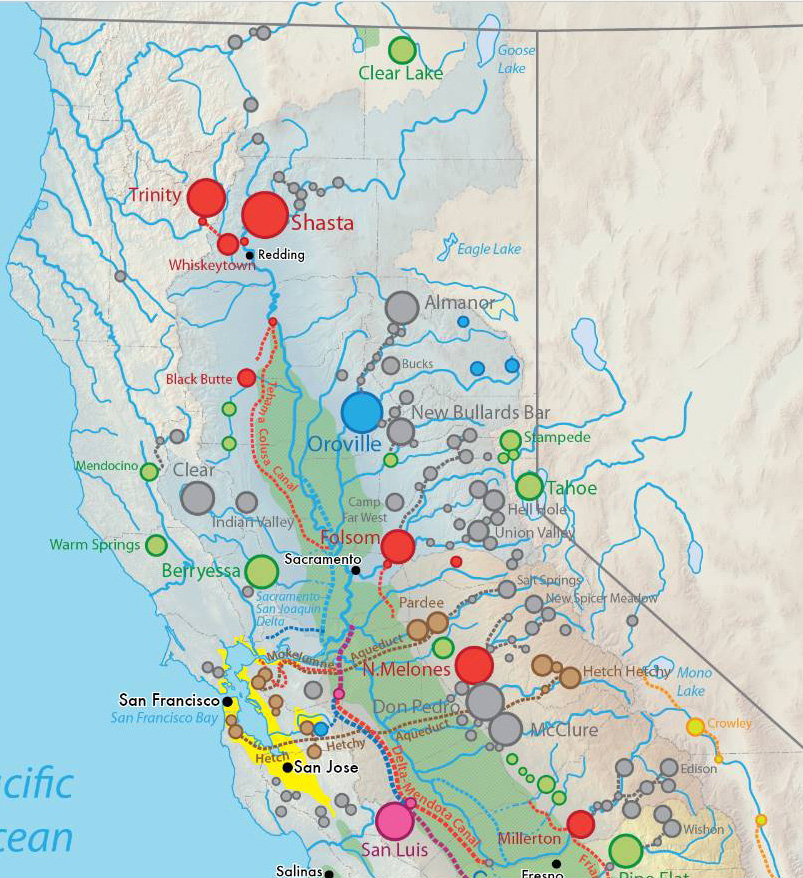 Goose
Lake
Clear Lake
Trinity
Shasta
Eagle Lake
Redding
Whiskeytown
Almanor
Bucks
Black Butte
Tehama Colusa Canal
New Bullards Bar
Oroville
Stampede
Mendocino
Clear
Tahoe
Camp
Far West
Hell Hole
Indian Valley
Union Valley
Folsom
Warm Springs
Sacramento
Berryessa
Salt Springs
Sacramento
San Joaquin
Delta
Pardee
New Spicer Meadow
Mokelumne Aqueduct
N.Melones
Hetch Hetchy
Mono
Lake
San Francisco
Don Pedro
San Francisco Bay
Crowley
McClure
Hetch Hetchy Aqueduct
San Jose
Delta Mendota Canal
Edison
cific
cean
Wishon
Millerton
San Luis
Fria
Salinas
Fresno
Pine Flat